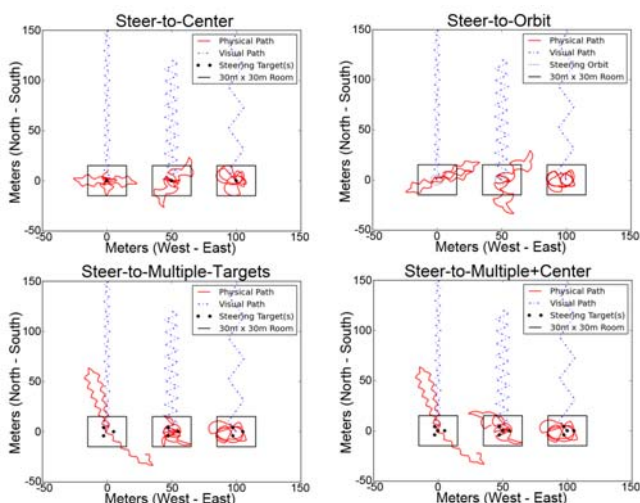 Steer-to-Center
150
100
50
0
-50
-50
0
50
100
150
Meters (North - South)
Meters (West - East)
Physical Path
Visual Path
Steering Target(s)
30m x 30m Room
Steer-to-Orbit
150
100
50
0
-50
-50
0
50
100
150
Meters (North - South)
Meters (West - East)
Physical Path
Visual Path
Steering Orbit
30m x 30m Room
Steer-to-Multiple-Targets
150
100
50
0
-50
-50
0
50
100
150
Meters (North - South)
Meters (West - East)
Physical Path
Visual Path
Steering Target(s)
30m x 30m Room
Steer-to-Multiple+Center
150
100
50
0
-50
-50
0
50
100
150
Meters (North - South)
Meters (West - East)
Physical Path
Visual Path
Steering Target(s)
30m x 30m Room